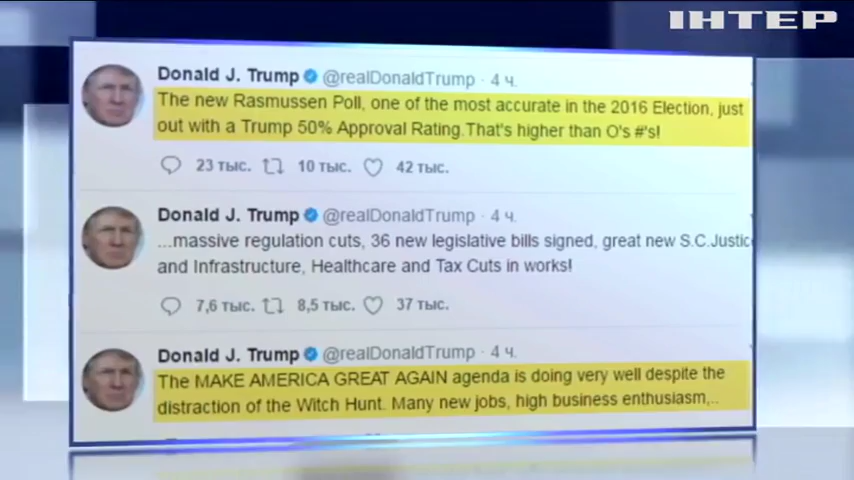 ІНТЕР
Donald J. Trump @realDonaldTrump · 4 ч.
The new Rasmussen Poll, one of the most accurate in the 2016 Election, just
out with a Trump 50% Approval Rating.That's higher than O's #'s!
23 тыс. 10 тыс. 42 тыс.
Donald J. Trump @realDonaldTrump · 4 ч.
...massive regulation cuts, 36 new legislative bills signed, great new S.C.Justic
and Infrastructure, Healthcare and Tax Cuts in works!
7,6 тыс. 8,5 тыс. 37 тыс.
Donald J. Trump @realDonaldTrump · 4 ч.
The MAKE AMERICA GREAT AGAIN agenda is doing very well despite the
distraction of the Witch Hunt. Many new jobs, high business enthusiasm,..